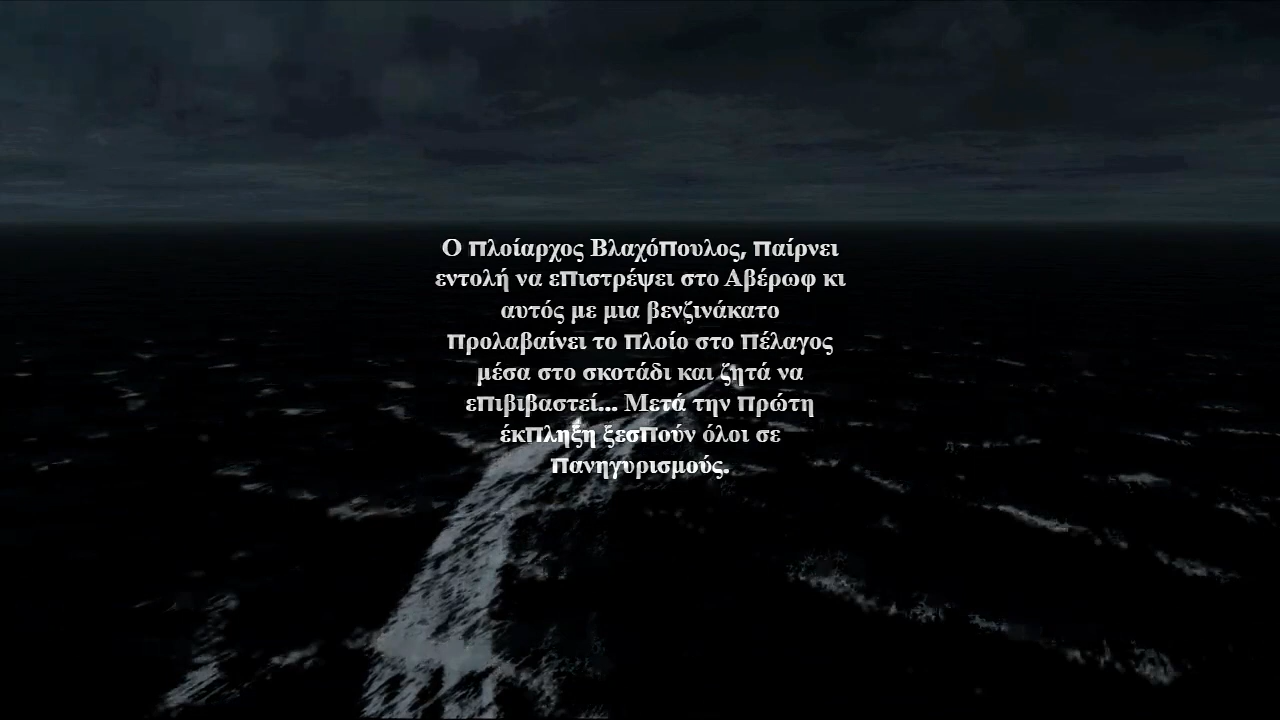 Ο πλοίαρχος Βλαχόπουλος, παίρνει
εντολή να επιστρέψει στο Αβέρωφ κι
αυτός με μια βενζινάκατο
προλαβαίνει το πλοίο στο πέλαγος
μέσα στο σκοτάδι και ζητά να
επιβιβαστεί... Μετά την πρώτη
έκπληξη ξεσπούν όλοι σε
πανηγυρισμούς.